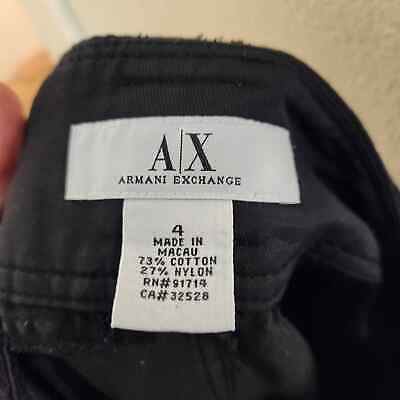 A|X
ARMANI EXCHANGE
4
MADE IN
MACAU
73% COTTON
27% NYLON
RN#91714
CA#32528